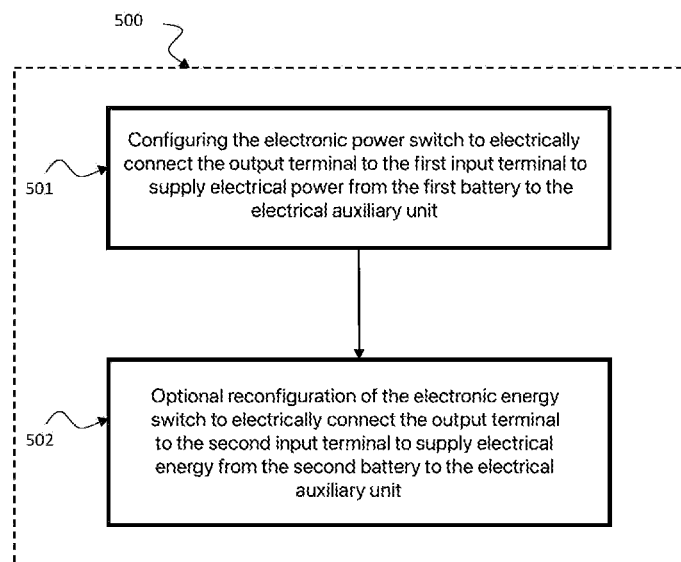 500
Configuring the electronic power switch to electrically
connect the output terminal to the first input terminal to
supply electrical power from the first battery to the
electrical auxiliary unit
501
Optional reconfiguration of the electronic energy
switch to electrically connect the output terminal
to the second input terminal to supply electrical
energy from the second battery to the electrical
auxiliary unit
502